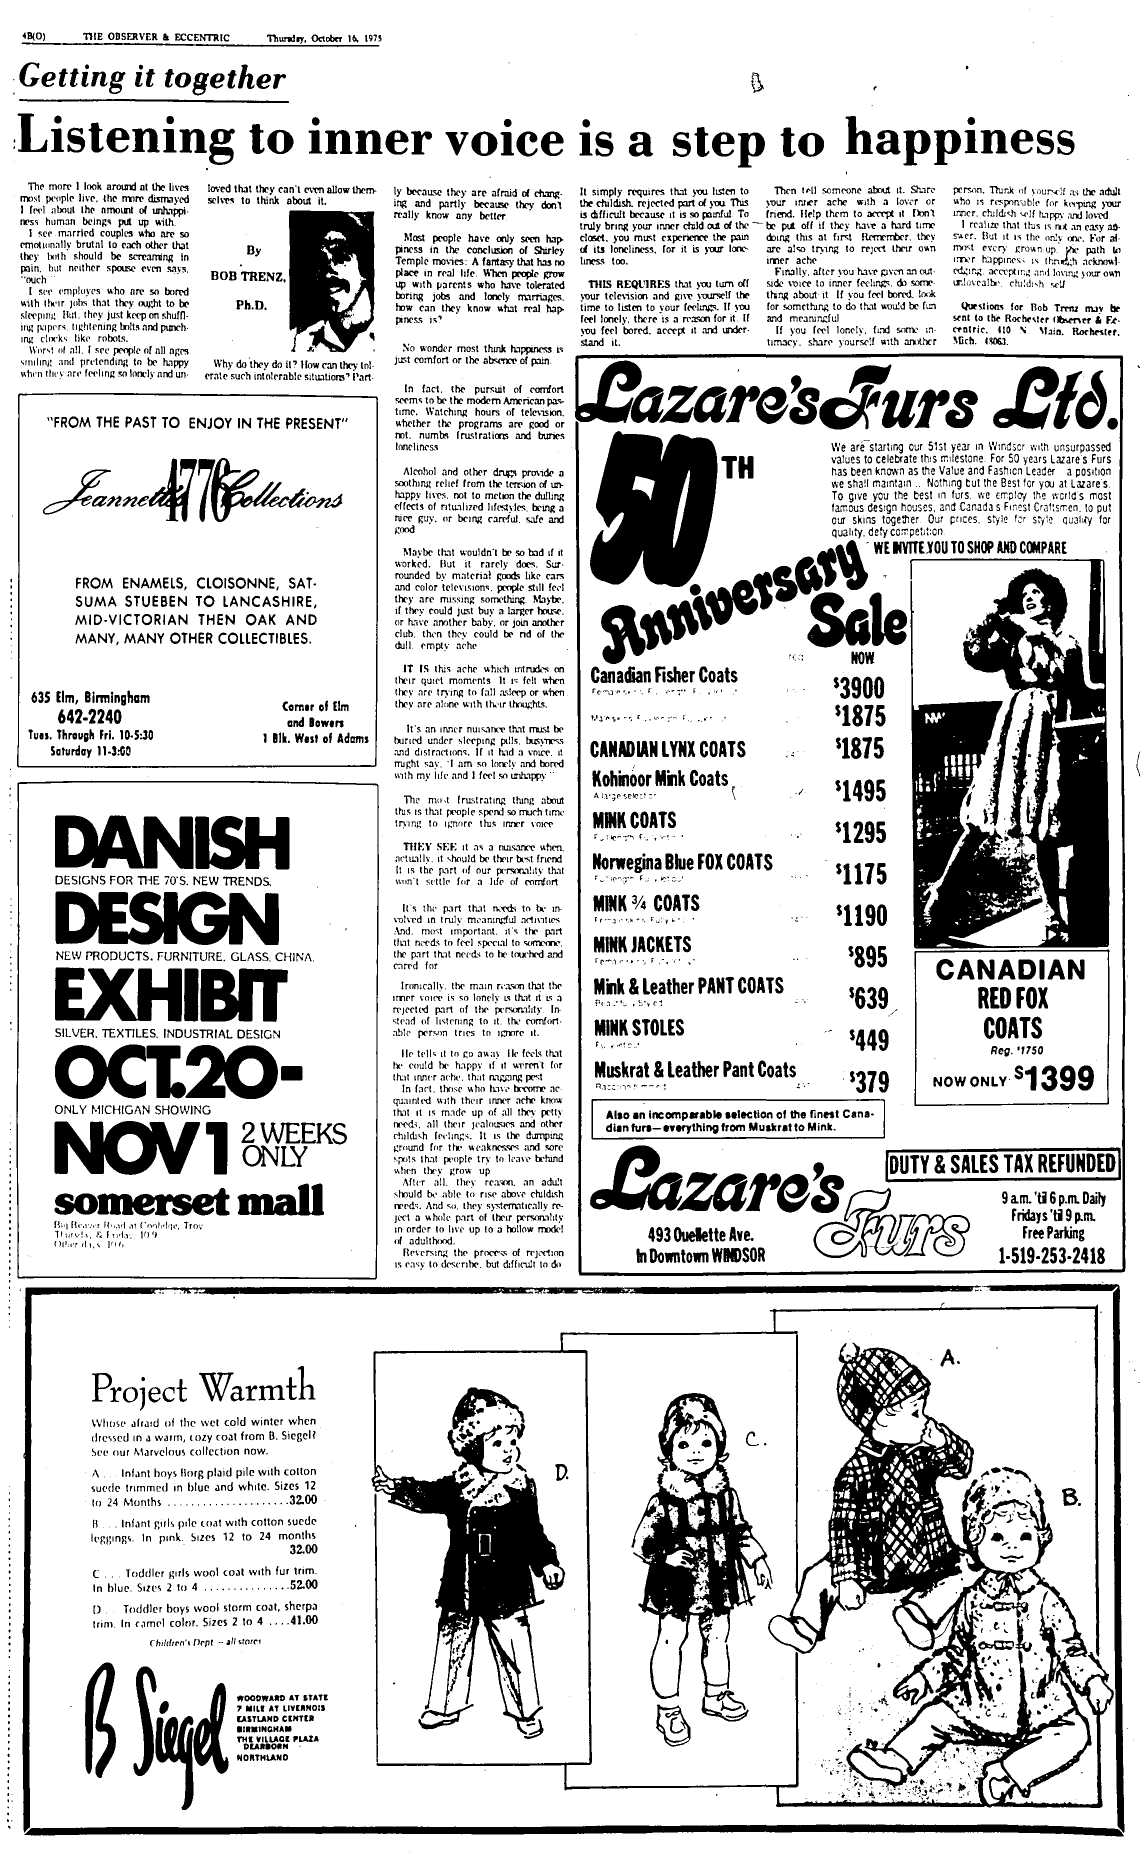 4B(O) THE OBSERVER & ECCENTRIC Thursday, October 16, 1975
Getting it together
Listening to inner voice is a step to happiness
The more I look around at the lives
most people live, the more dismayed
I feel about the amount of unhappi-
ness human beings put up with.
I see married couples who are so
emotionally brutal to each other that
they both should be screaming in
pain, but neither spouse even says,
"ouch"
I see employes who are so bored
with their jobs that they ought to be
sleeping. But, they just keep on shuffl-
ing papers, tightening bolts and punch-
ing clocks like robots.
Worst of all, I see people of all ages
smiling and pretending to be happy
when they are feeling so lonely and un-
loved that they can't even allow them-
selves to think about it.
By
BOB TRENZ,
Ph.D.
Why do they do it? How can they tol-
erate such intolerable situations? Part-
ly because they are afraid of chang-
ing and partly because they don't
really know any better.
Most people have only seen hap-
piness in the conclusion of Shirley
Temple movies: A fantasy that has no
place in real life. When people grow
up with parents who have tolerated
boring jobs and lonely marriages,
how can they know what real hap-
piness is?
No wonder most think happiness is
just comfort or the absence of pain.
In fact, the pursuit of comfort
seems to be the modern American pas-
time. Watching hours of television,
whether the programs are good or
not, numbs frustrations and buries
loneliness
Alcohol and other drugs provide a
soothing relief from the tension of un-
happy lives, not to metion the dulling
effects of ritualized lifestyles, being a
nice guy, or being careful, safe and
good
Maybe that wouldn't be so bad if it
worked. But it rarely does. Sur-
rounded by material goods like cars
and color televisions, people still feel
they are missing something. Maybe,
if they could just buy a larger house,
or have another baby, or join another
club, then they could be rid of the
dull, empty ache
IT IS this ache which intrudes on
their quiet moments. It is felt when
they are trying to fall asleep or when
they are alone with their thoughts.
It's an inner nuisance that must be
buried under sleeping pills, busyness
and distractions. If it had a voice, it
might say, "I am so lonely and bored
with my life and I feel so unhappy"
The most frustrating thing about
this is that people spend so much time
trying to ignore this inner voice
THEY SEE it as a nuisance when,
actually, it should be their best friend
It is the part of our personality that
won't settle for a life of comfort
It's the part that needs to be in-
volved in truly meaningful activities
And, most important, it's the part
that needs to feel special to someone,
the part that needs to be touched and
cared for
Ironically, the main reason that the
inner voice is so lonely is that it is a
rejected part of the personality. In-
stead of listening to it, the comfort-
able person tries to ignore it.
He tells it to go away. He feels that
he could be happy if it weren't for
that inner ache, that nagging pest
In fact, those who have become ac-
quainted with their inner ache know
that it is made up of all they petty
needs, all their jealousies and other
childish feelings. It is the dumping
ground for the weaknesses and sore
spots that people try to leave behind
when they grow up
After all, they reason, an adult
should be able to rise above childish
needs. And so, they systematically re-
ject a whole part of their personality
in order to live up to a hollow model
of adulthood.
Reversing the process of rejection
is easy to describe, but difficult to do
It simply requires that you listen to
the childish, rejected part of you. This
is difficult because it is so painful. To
truly bring your inner child out of the
closet, you must experience the pain
of its loneliness, for it is your lone-
liness too.
THIS REQUIRES that you turn off
your television and give yourself the
time to listen to your feelings. If you
feel lonely, there is a reason for it. If
you feel bored, accept it and under-
stand it.
Then tell someone about it. Share
your inner ache with a lover or
friend. Help them to accept it. Don't
be put off if they have a hard time
doing this at first. Remember, they
are also trying to reject their own
inner ache
Finally, after you have given an out-
side voice to inner feelings, do some-
thing about it. If you feel bored, look
for something to do that would be fun
and meaningful
If you feel lonely, find some in-
timacy, share yourself with another
person. Think of yourself as the adult
who is responsible for keeping your
inner, childish self happy and loved.
I realize that this is not an easy an-
swer. But it is the only one. For al-
most every grown-up, the path to
inner happiness is through acknowl-
edging, accepting and loving your own
unlovealbe, childish self
Questions for Bob Trenz may be
sent to the Rochester Observer & Ec-
centric, 410 N. Main, Rochester,
Mich. 48063.
"FROM THE PAST TO ENJOY IN THE PRESENT"
Jeannette's 1776 Collections
FROM ENAMELS, CLOISONNE, SAT-
SUMA STUEBEN TO LANCASHIRE,
MID-VICTORIAN THEN OAK AND
MANY, MANY OTHER COLLECTIBLES.
635 Elm, Birmingham
642-2240
Tues. Through Fri. 10-5:30
Saturday 11-3:00
Corner of Elm
and Bowers
1 Blk. West of Adams
DANISH
DESIGNS FOR THE 70'S. NEW TRENDS.
DESIGN
NEW PRODUCTS. FURNITURE, GLASS, CHINA,
EXHIBIT
SILVER, TEXTILES, INDUSTRIAL DESIGN
OCT.20-
ONLY MICHIGAN SHOWING
NOV 1 2 WEEKS
ONLY
somerset mall
Big Beaver Road at Coolidge, Troy
Thursday & Friday, 10-9
Other days, 10-6
Lazare's Furs Ltd.
50TH
Anniversary
Sale
We are starting our 51st year in Windsor with unsurpassed
values to celebrate this milestone. For 50 years Lazare's Furs
has been known as the Value and Fashion Leader a position
we shall maintain .. Nothing but the Best for you at Lazare's.
To give you the best in furs, we employ the world's most
famous design houses, and Canada's Finest Craftsmen, to put
our skins together. Our prices, style for style, quality for
quality, defy competition.
WE INVITE YOU TO SHOP AND COMPARE
NOW
Canadian Fisher Coats $3900
$1875
CANADIAN LYNX COATS $1875
Kohinoor Mink Coats $1495
A large selection
MINK COATS $1295
Norwegina Blue FOX COATS $1175
MINK 3/4 COATS $1190
MINK JACKETS $895
Mink & Leather PANT COATS $639
MINK STOLES $449
Muskrat & Leather Pant Coats $379
CANADIAN
RED FOX
COATS
Reg. $1750
NOW ONLY $1399
Also an incomparable selection of the finest Cana-
dian furs—everything from Muskrat to Mink.
DUTY & SALES TAX REFUNDED
Lazare's
Furs
493 Ouellette Ave.
In Downtown WINDSOR
9 a.m. 'til 6 p.m. Daily
Fridays 'til 9 p.m.
Free Parking
1-519-253-2418
Project Warmth
Whose afraid of the wet cold winter when
dressed in a warm, cozy coat from B. Siegel?
See our Marvelous collection now.
A ... Infant boys Borg plaid pile with cotton
suede trimmed in blue and white. Sizes 12
to 24 Months .....................32.00
B ... Infant girls pile coat with cotton suede
leggings. In pink. Sizes 12 to 24 months
32.00
C ... Toddler girls wool coat with fur trim.
In blue. Sizes 2 to 4 ...............52.00
D ... Toddler boys wool storm coat, sherpa
trim. In camel color. Sizes 2 to 4 ....41.00
Children's Dept – all stores
B Siegel
WOODWARD AT STATE
7 MILE AT LIVERNOIS
EASTLAND CENTER
BIRMINGHAM
THE VILLAGE PLAZA
DEARBORN
NORTHLAND
D.
C.
A.
B.